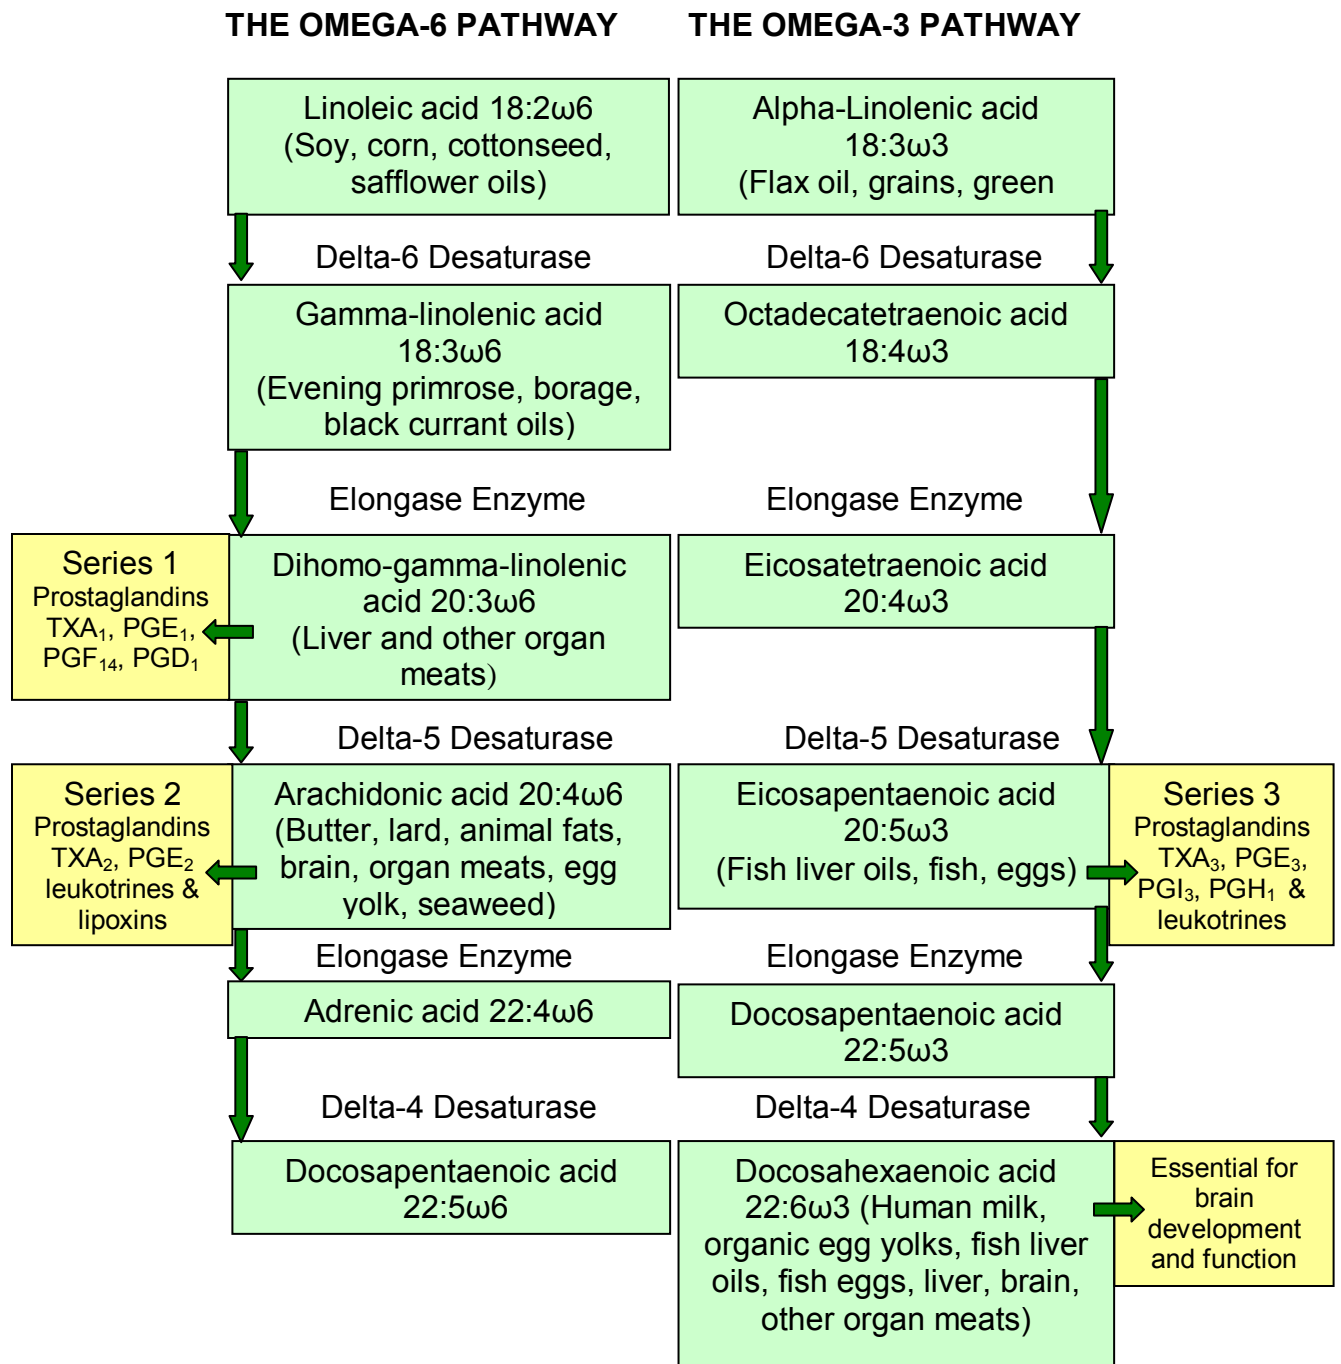 THE OMEGA-6 PATHWAY
THE OMEGA-3 PATHWAY
Linoleic acid 18:2ω6
(Soy, corn, cottonseed,
safflower oils)
Alpha-Linolenic acid
18:3ω3
(Flax oil, grains, green
Delta-6 Desaturase
Delta-6 Desaturase
Gamma-linolenic acid
18:3ω6
(Evening primrose, borage,
black currant oils)
Octadecatetraenoic acid
18:4ω3
Elongase Enzyme
Elongase Enzyme
Series 1
Prostaglandins
TXA₁, PGE₁,
PGF₁₄, PGD₁
Dihomo-gamma-linolenic
acid 20:3ω6
(Liver and other organ
meats)
Eicosatetraenoic acid
20:4ω3
Delta-5 Desaturase
Delta-5 Desaturase
Series 2
Prostaglandins
TXA₂, PGE₂
leukotrines &
lipoxins
Arachidonic acid 20:4ω6
(Butter, lard, animal fats,
brain, organ meats, egg
yolk, seaweed)
Eicosapentaenoic acid
20:5ω3
(Fish liver oils, fish, eggs)
Series 3
Prostaglandins
TXA₃, PGE₃,
PGI₃, PGH₁ &
leukotrines
Elongase Enzyme
Elongase Enzyme
Adrenic acid 22:4ω6
Docosapentaenoic acid
22:5ω3
Delta-4 Desaturase
Delta-4 Desaturase
Docosapentaenoic acid
22:5ω6
Docosahexaenoic acid
22:6ω3 (Human milk,
organic egg yolks, fish liver
oils, fish eggs, liver, brain,
other organ meats)
Essential for
brain
development
and function